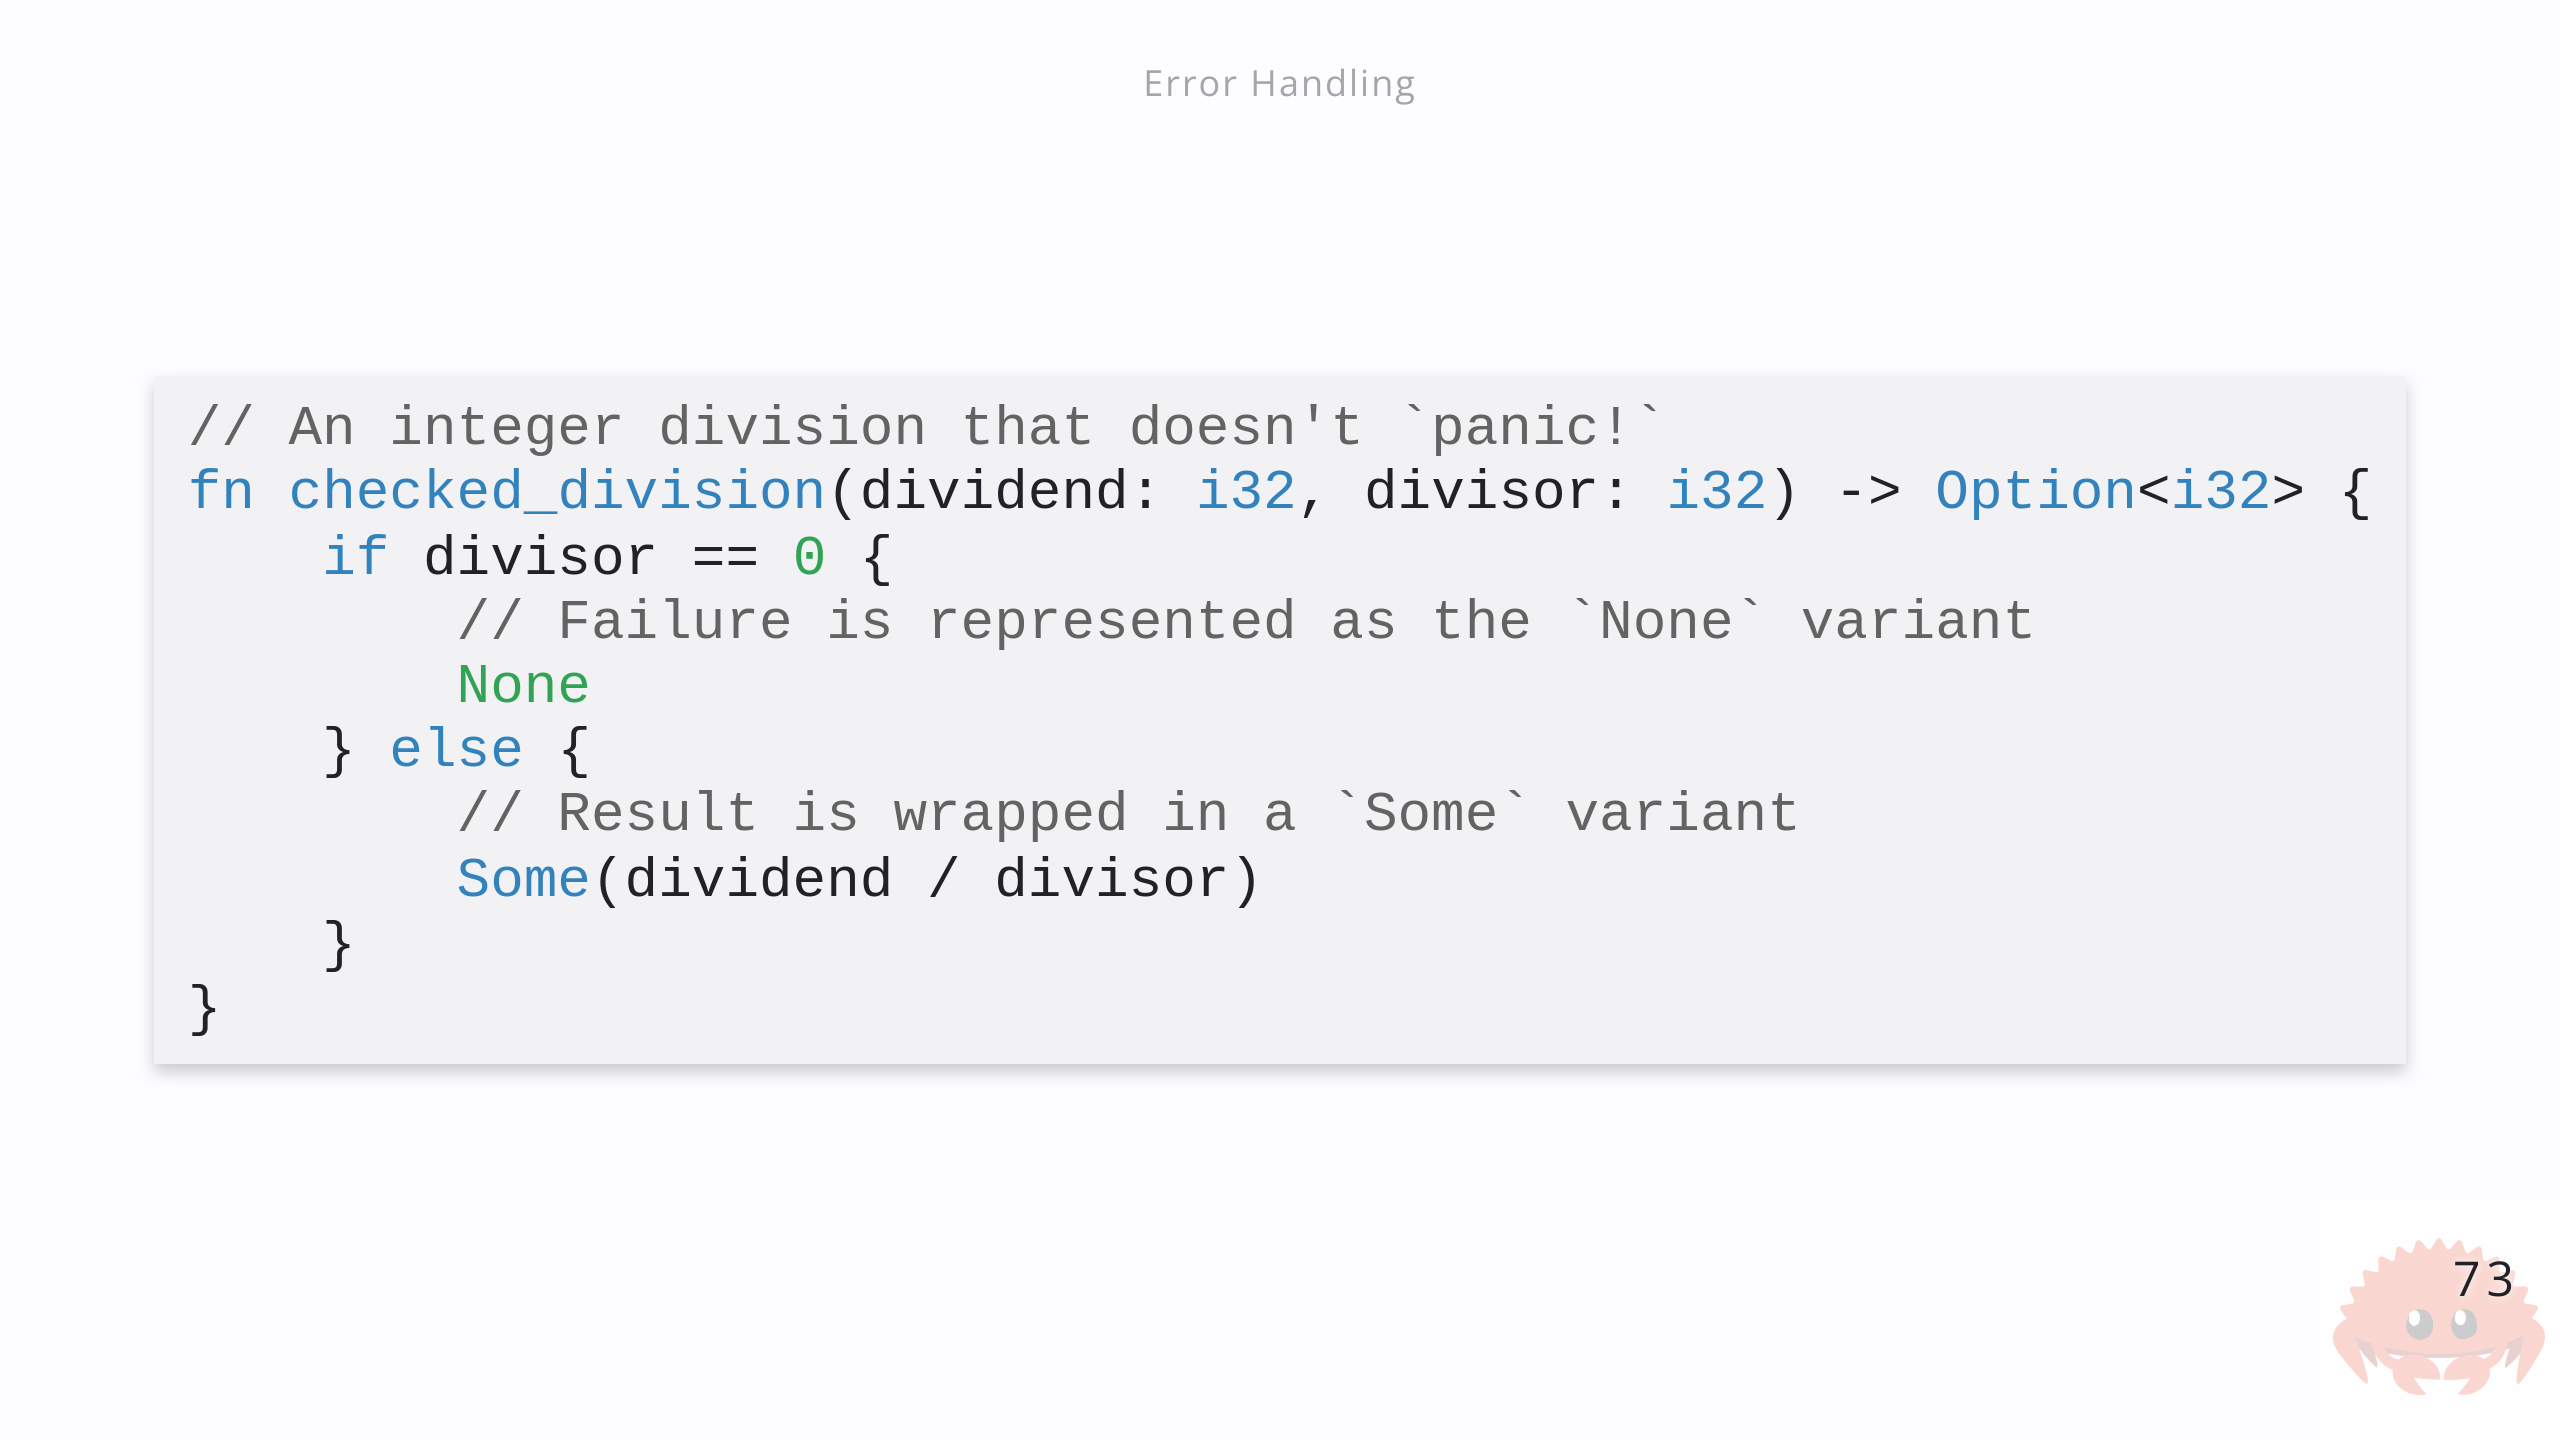 Error Handling
// An integer division that doesn't `panic!`
fn checked_division(dividend: i32, divisor: i32) -> Option<i32> {
    if divisor == 0 {
        // Failure is represented as the `None` variant
        None
    } else {
        // Result is wrapped in a `Some` variant
        Some(dividend / divisor)
    }
}
73